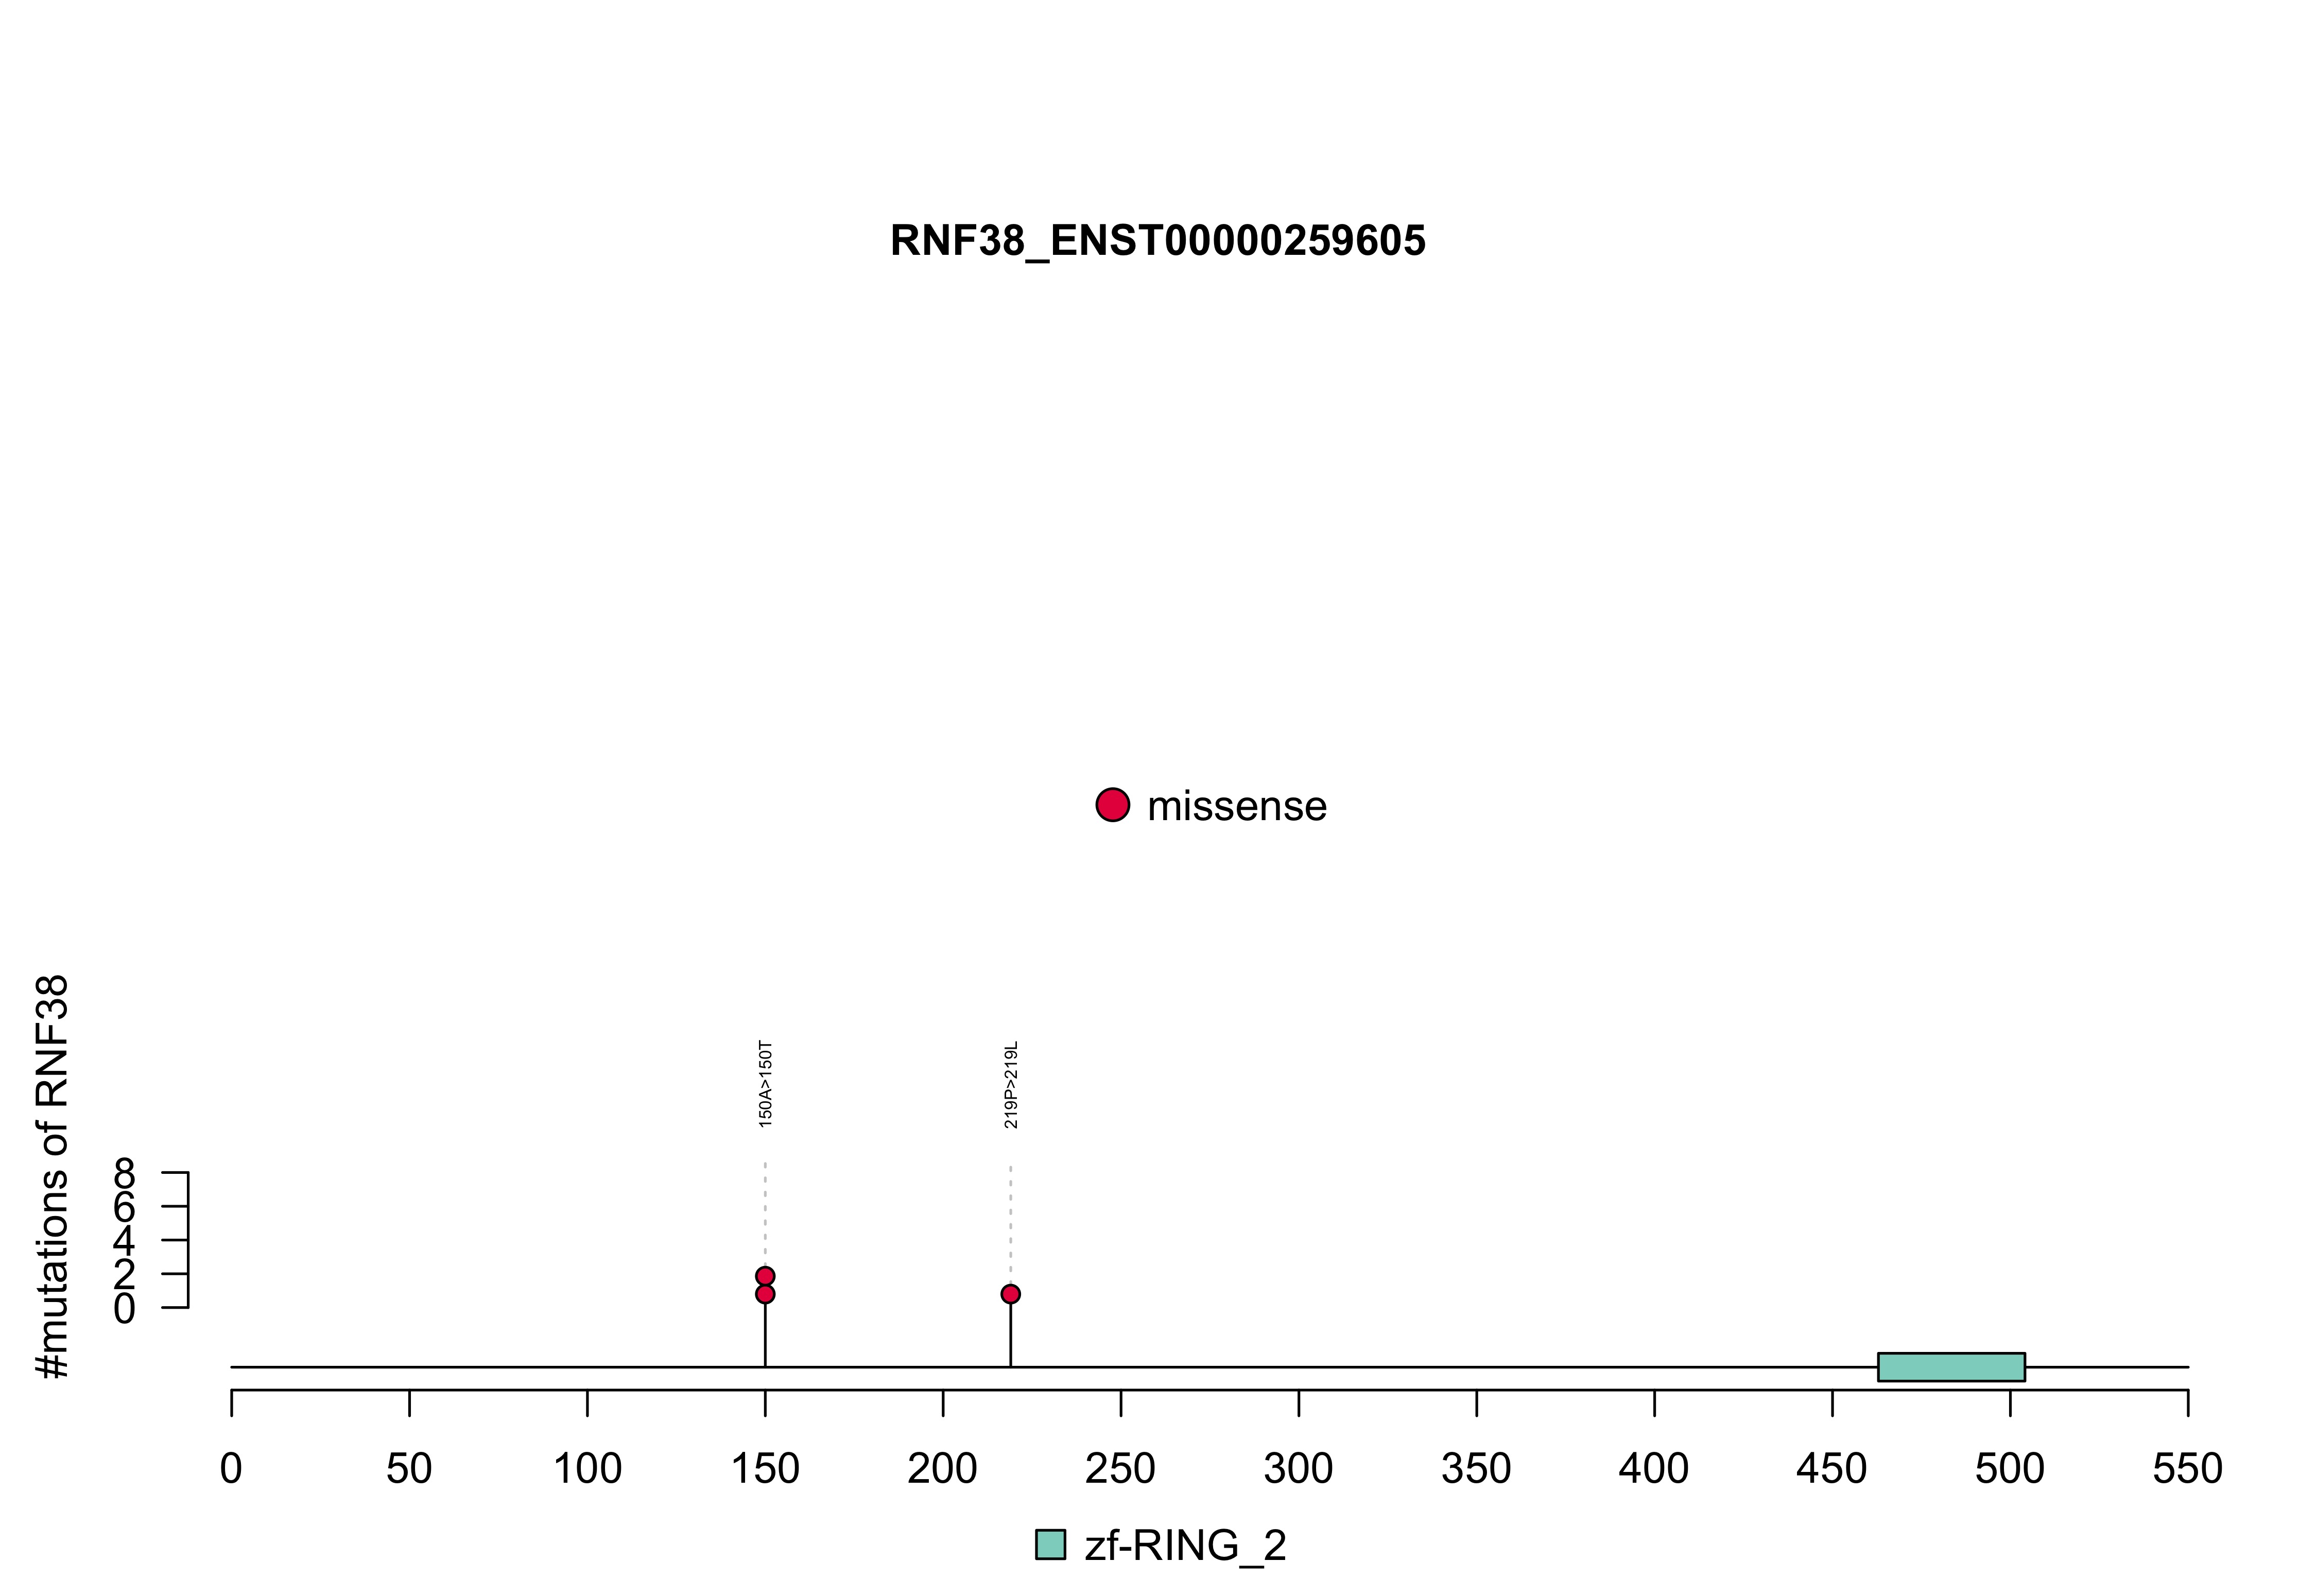 RNF38_ENST00000259605
missense
#mutations of RNF38
150A>150T
219P>219L
8
6
4
2
0
0 50 100 150 200 250 300 350 400 450 500 550
zf-RING_2